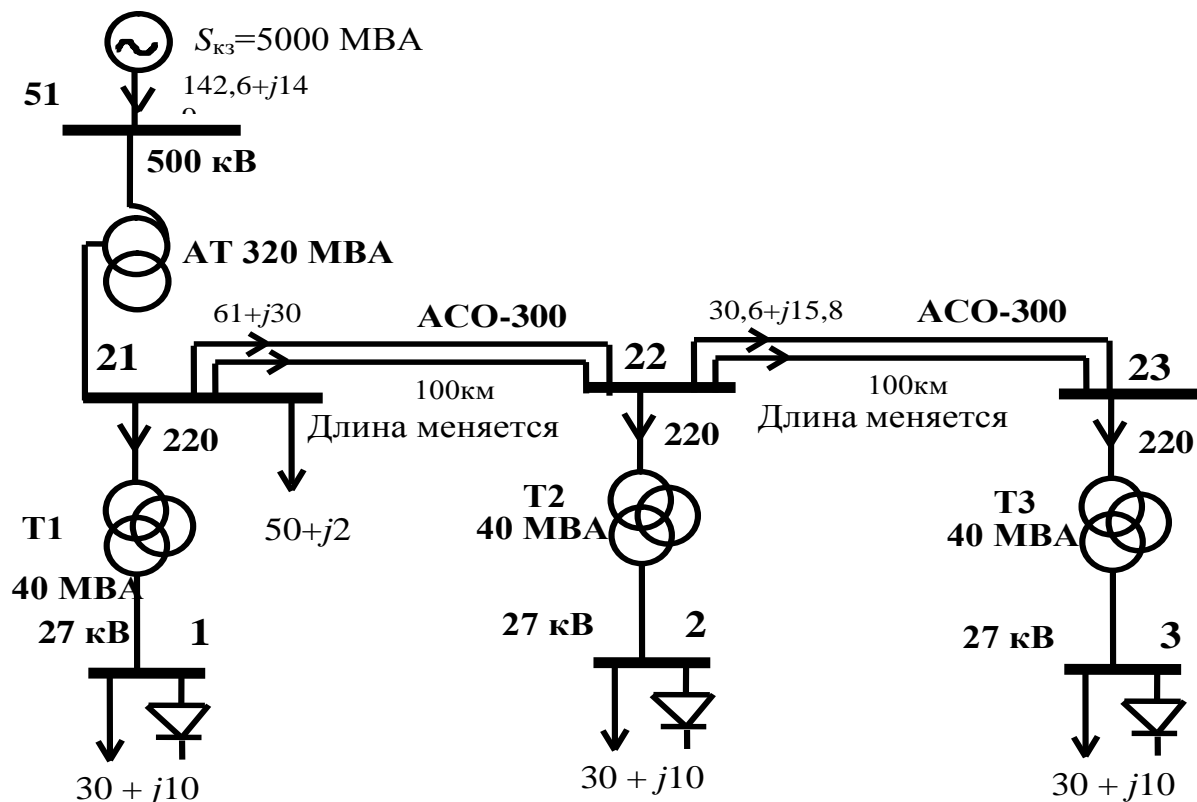 Sкз=5000 МВА
142,6+j14
51
500 кВ
АТ 320 МВА
61+j30
АСО-300
30,6+j15,8
АСО-300
21
22
23
100км
Длина меняется
100км
Длина меняется
220
220
220
Т1
40 МВА
50+j2
Т2
40 МВА
Т3
40 МВА
27 кВ
1
27 кВ
2
27 кВ
3
30 + j10
30 + j10
30 + j10